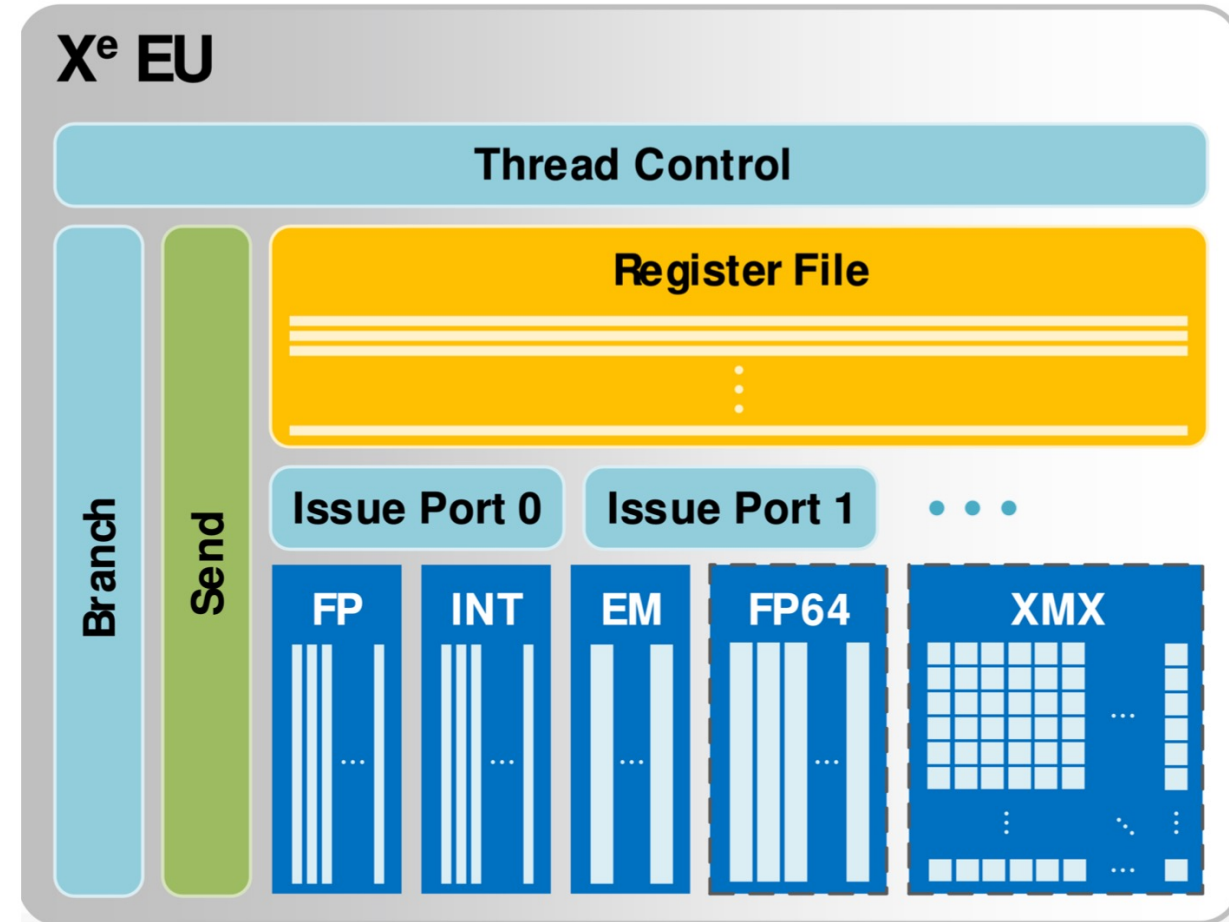 Xᵉ EU
Thread Control
Branch
Send
Register File
Issue Port 0
Issue Port 1
FP
INT
EM
FP64
XMX